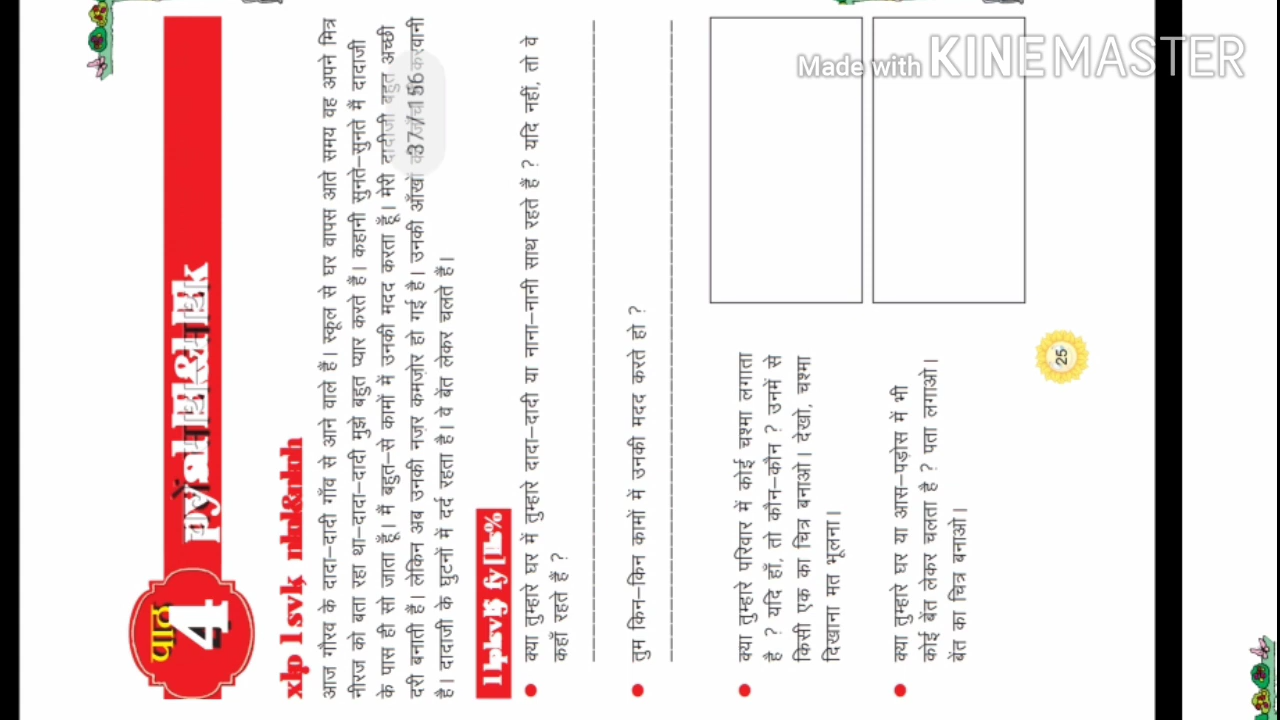 पाठ
4
आज गौरव के दादा–दादी गाँव से आने वाले हैं। स्कूल से घर वापस आते समय वह अपने मित्र
नीरज को बता रहा था–दादा–दादी मुझे बहुत प्यार करते हैं। कहानी सुनते–सुनते मैं दादाजी
के पास ही सो जाता हूँ। मैं बहुत–से कामों में उनकी मदद करता हूँ। मेरी दादीजी बहुत अच्छी
दरी बनाती हैं। लेकिन अब उनकी नज़र कमज़ोर हो गई है। उनकी आँखों की जाँच करवानी
है। दादाजी के घुटनों में दर्द रहता है। वे बेंत लेकर चलते हैं।
37 / 156
क्या तुम्हारे घर में तुम्हारे दादा–दादी या नाना–नानी साथ रहते हैं ? यदि नहीं, तो वे
कहाँ रहते हैं ?
तुम किन–किन कामों में उनकी मदद करते हो ?
क्या तुम्हारे परिवार में कोई चश्मा लगाता
है ? यदि हाँ, तो कौन–कौन ? उनमें से
किसी एक का चित्र बनाओ। देखो, चश्मा
दिखाना मत भूलना।
क्या तुम्हारे घर या आस–पड़ोस में भी
कोई बेंत लेकर चलता है ? पता लगाओ।
बेंत का चित्र बनाओ।
25
Made with KINEMASTER